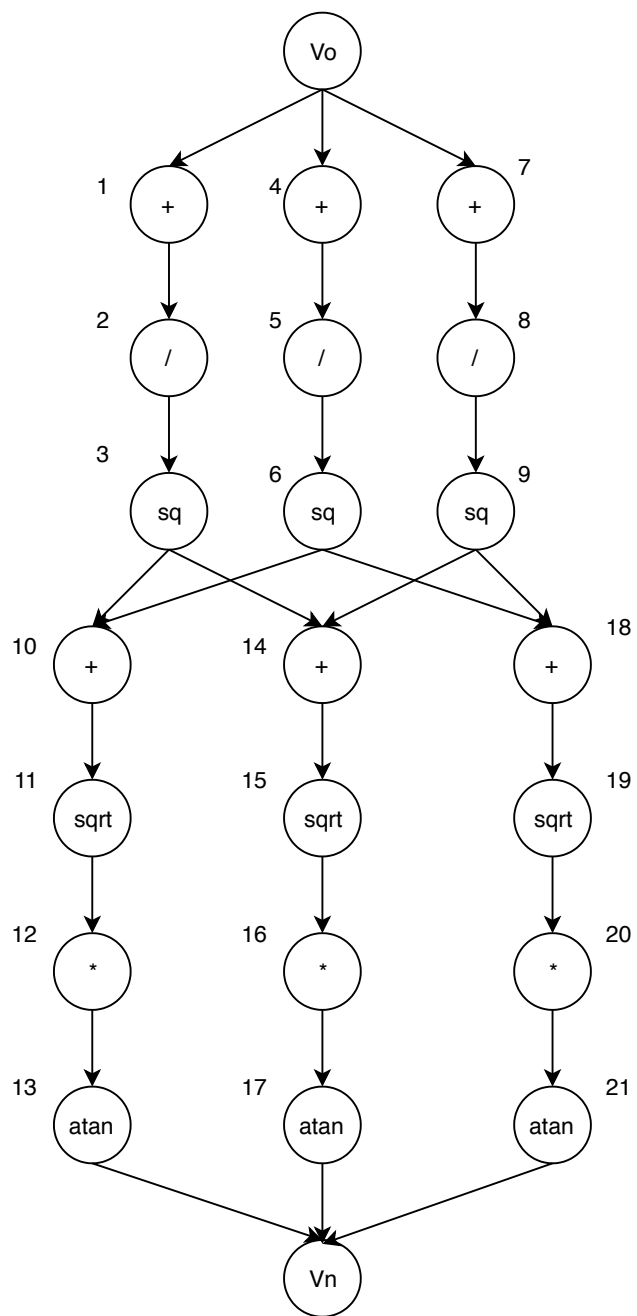 Vo
1 + 4 + 7 +
2 / 5 / 8 /
3 sq 6 sq 9 sq
10 + 14 + 18 +
11 sqrt 15 sqrt 19 sqrt
12 * 16 * 20 *
13 atan 17 atan 21 atan
Vn